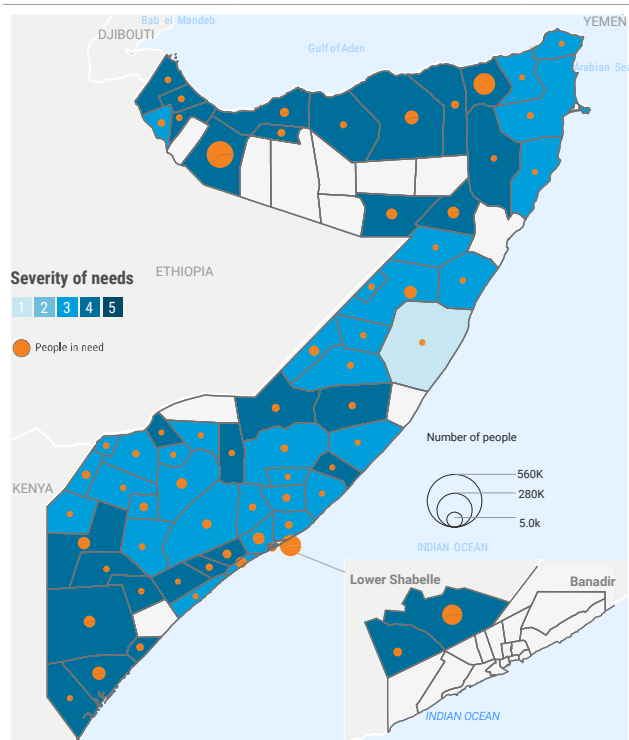 YEMEN
Bab el Mandeb
DJIBOUTI
Gulf of Aden
Arabian Sea
ETHIOPIA
Severity of needs
1 2 3 4 5
People in need
Number of people
560K
280K
5.0k
KENYA
INDIAN OCEAN
Lower Shabelle
Banadir
INDIAN OCEAN